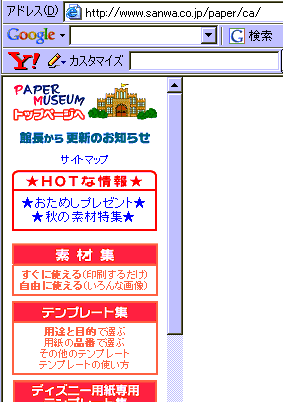 アドレス(D) http://www.sanwa.co.jp/paper/ca/
Google 検索
Y! カスタマイズ
PAPER MUSEUM
トップページへ
館長から 更新のお知らせ
サイトマップ
★HOTな情報★
★おためしプレゼント★
★秋の素材特集★
素材集
すぐに使える(印刷するだけ)
自由に使える(いろんな画像)
テンプレート集
用途と目的で選ぶ
用紙の品番で選ぶ
その他のテンプレート
テンプレートの使い方
ディズニー用紙専用
テンプレート集